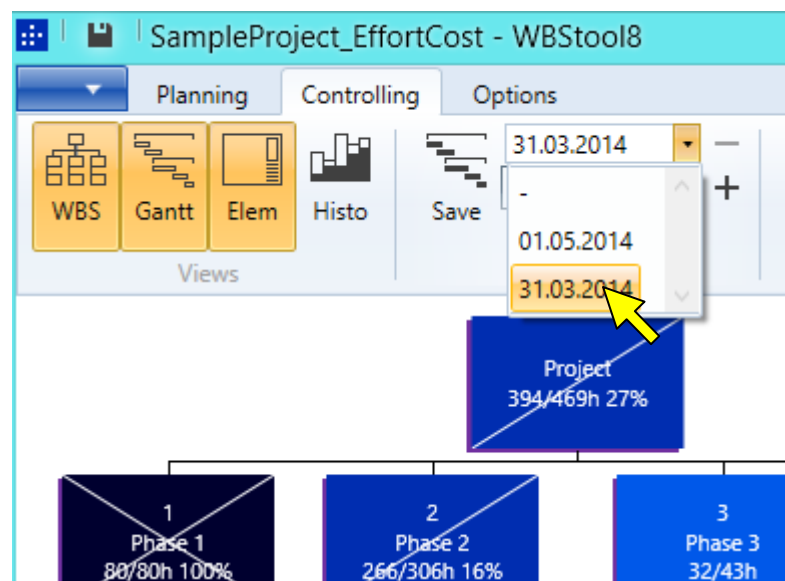 SampleProject_EffortCost - WBStool8
Planning Controlling Options
31.03.2014
WBS Gantt Elem Histo Save
-
01.05.2014
31.03.2014
Views
Project
394/469h 27%
1
Phase 1
80/80h 100%
2
Phase 2
266/306h 16%
3
Phase 3
32/43h